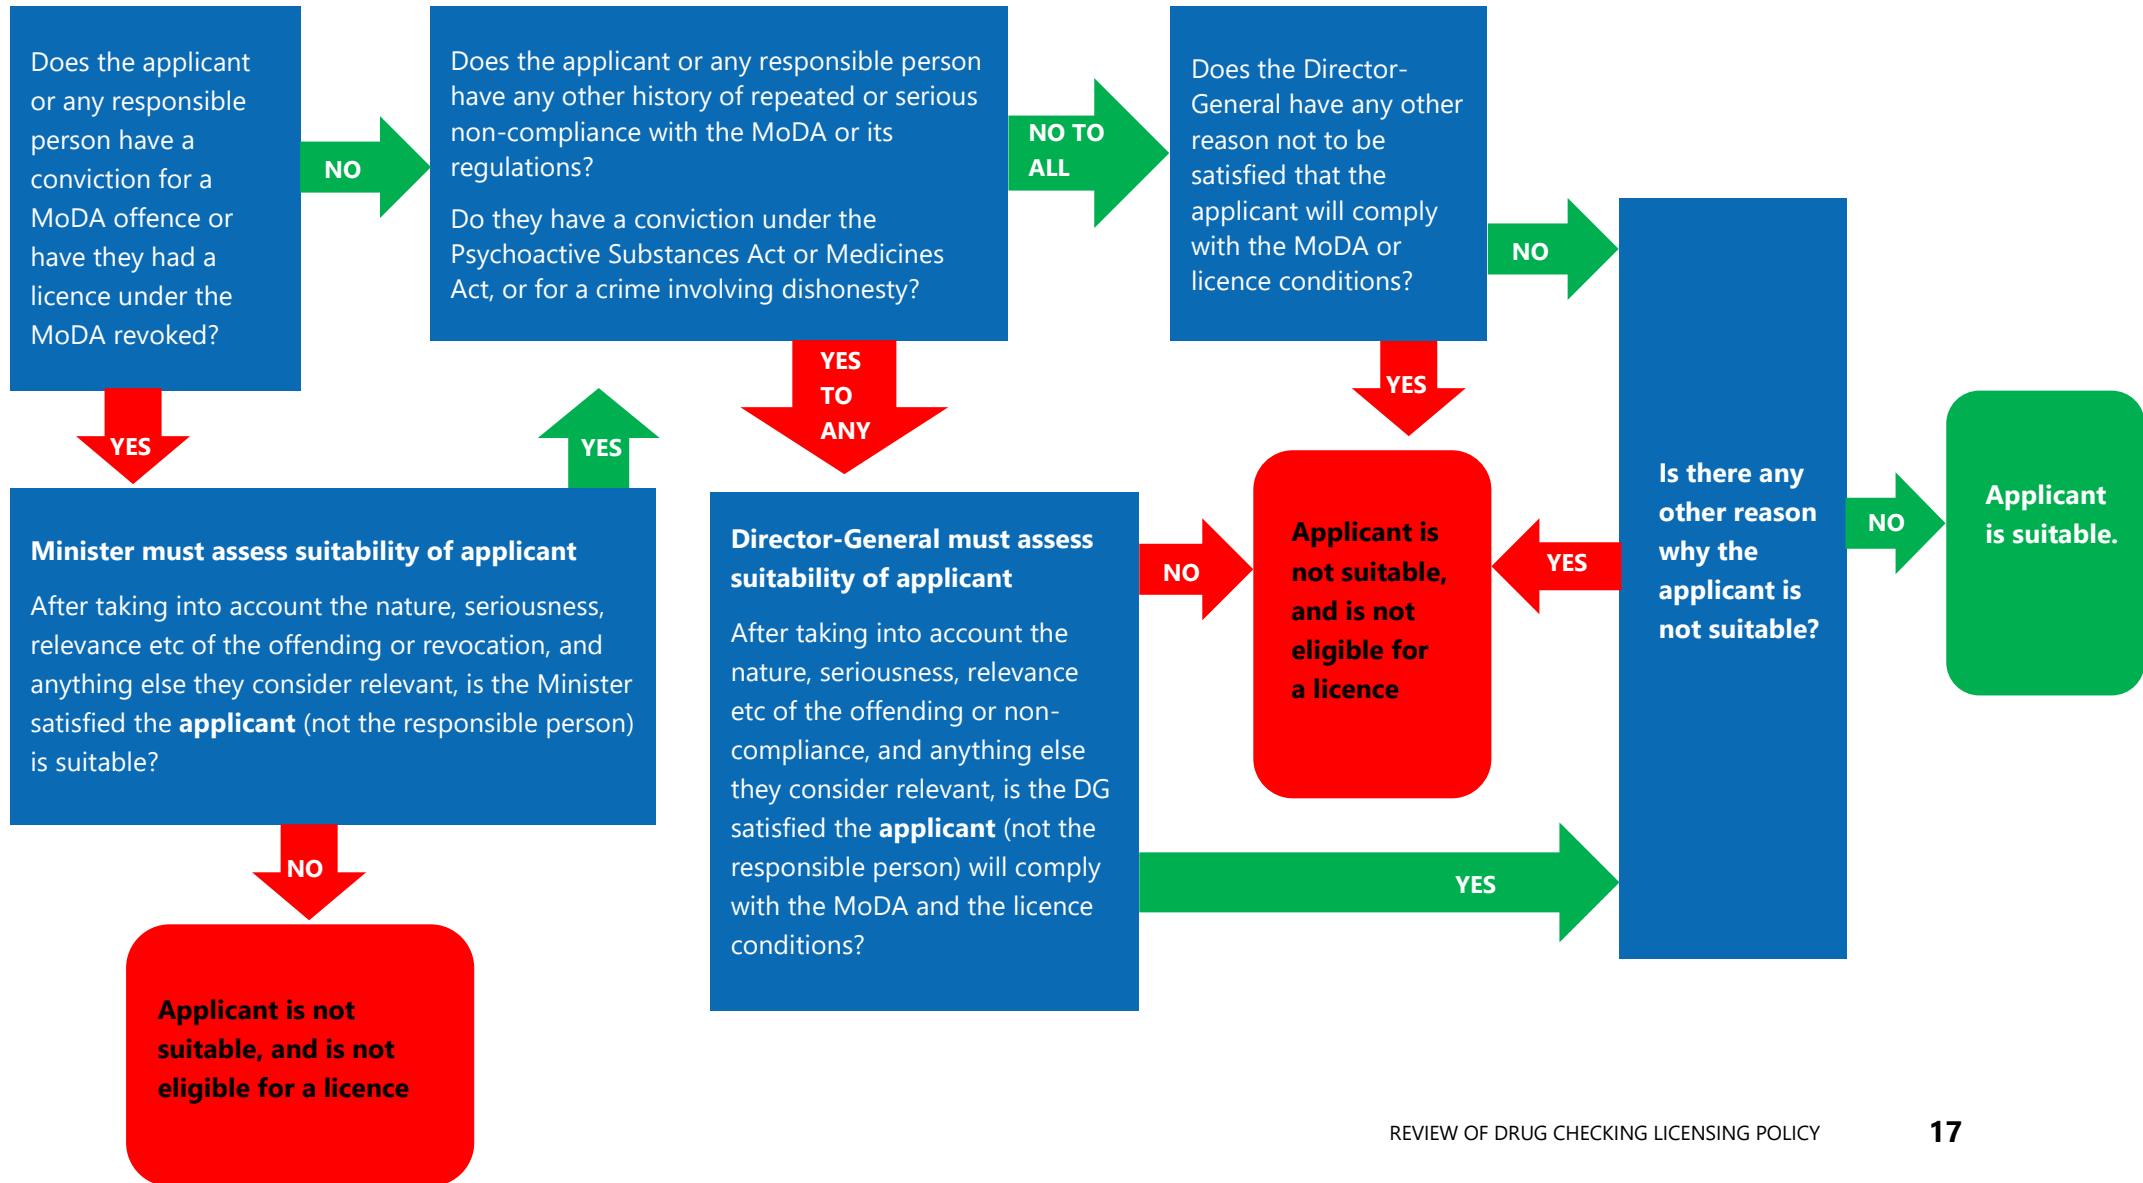 Does the applicant
or any responsible
person have a
conviction for a
MoDA offence or
have they had a
licence under the
MoDA revoked?
NO
Does the applicant or any responsible person
have any other history of repeated or serious
non-compliance with the MoDA or its
regulations?
Do they have a conviction under the
Psychoactive Substances Act or Medicines
Act, or for a crime involving dishonesty?
NO TO
ALL
Does the Director-
General have any other
reason not to be
satisfied that the
applicant will comply
with the MoDA or
licence conditions?
NO
YES
YES
YES
TO
ANY
YES
Minister must assess suitability of applicant
After taking into account the nature, seriousness,
relevance etc of the offending or revocation, and
anything else they consider relevant, is the Minister
satisfied the applicant (not the responsible person)
is suitable?
NO
Applicant is not
suitable, and is not
eligible for a licence
Director-General must assess
suitability of applicant
After taking into account the
nature, seriousness, relevance
etc of the offending or non-
compliance, and anything else
they consider relevant, is the DG
satisfied the applicant (not the
responsible person) will comply
with the MoDA and the licence
conditions?
NO
YES
Applicant is
not suitable,
and is not
eligible for
a licence
YES
Is there any
other reason
why the
applicant is
not suitable?
NO
Applicant
is suitable.
REVIEW OF DRUG CHECKING LICENSING POLICY 17